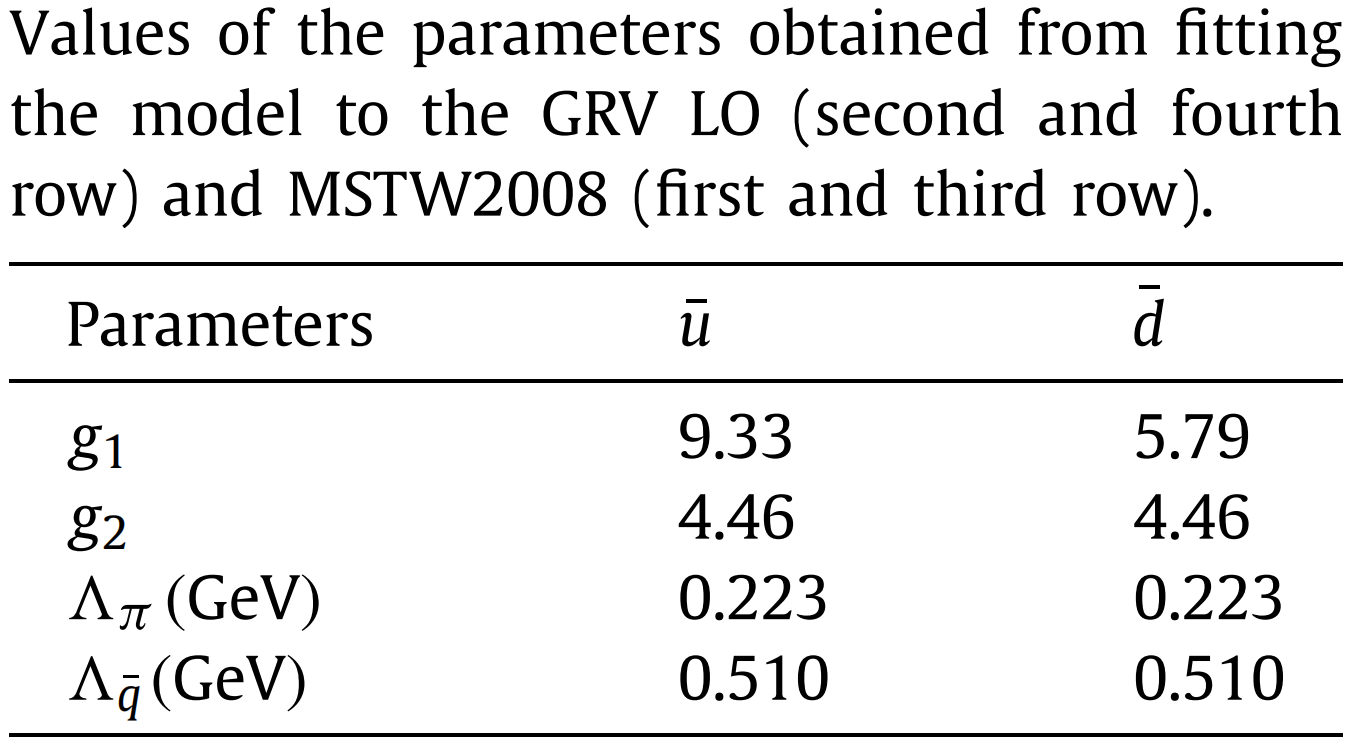 Values of the parameters obtained from fitting
the model to the GRV LO (second and fourth
row) and MSTW2008 (first and third row).
Parameters ū d̄
g₁ 9.33 5.79
g₂ 4.46 4.46
Λπ (GeV) 0.223 0.223
Λq̄ (GeV) 0.510 0.510